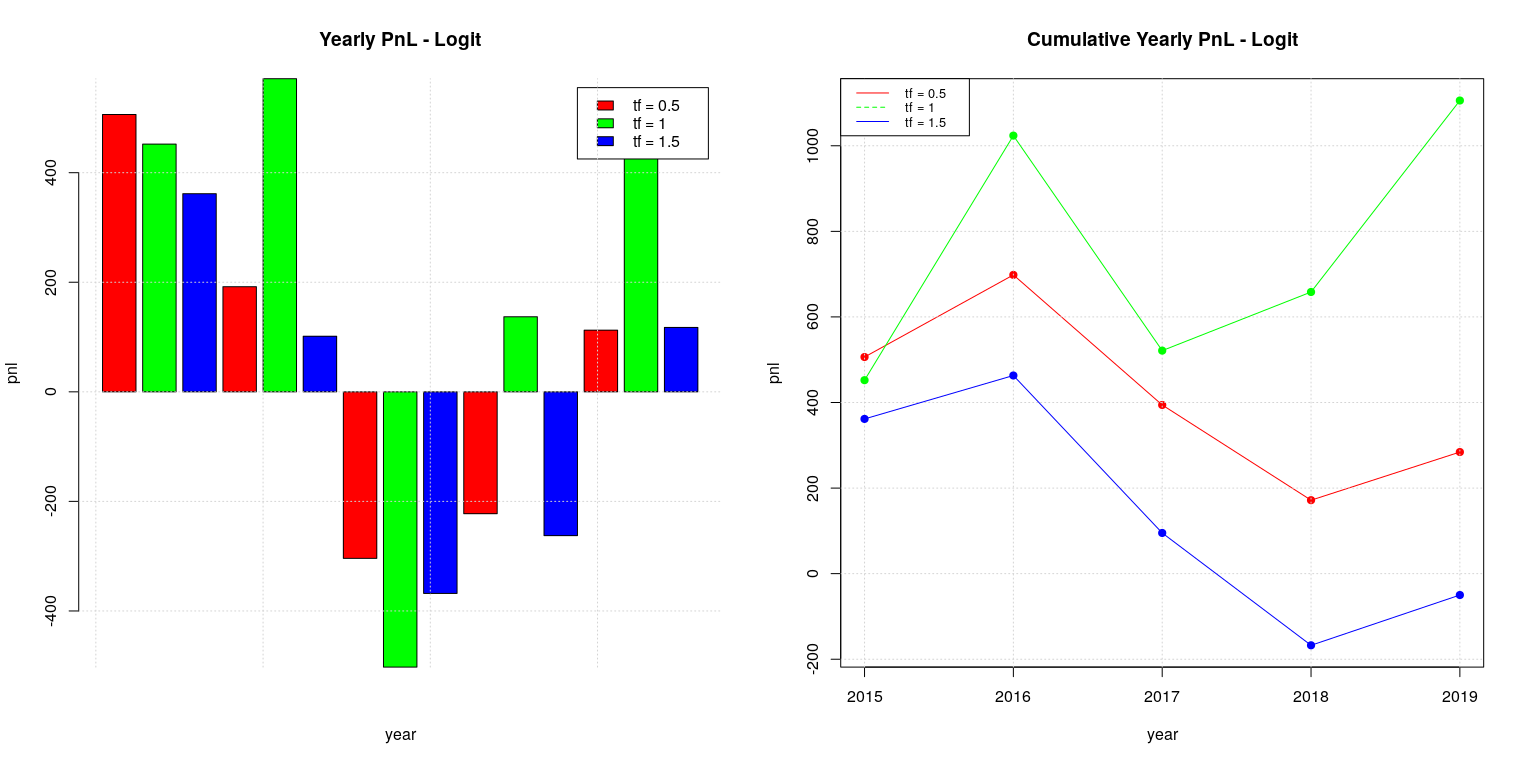 Yearly PnL - Logit
tf = 0.5
tf = 1
tf = 1.5
400
200
0
-200
-400
pnl
year
Cumulative Yearly PnL - Logit
tf = 0.5
tf = 1
tf = 1.5
1000
800
600
400
200
0
-200
pnl
2015 2016 2017 2018 2019
year